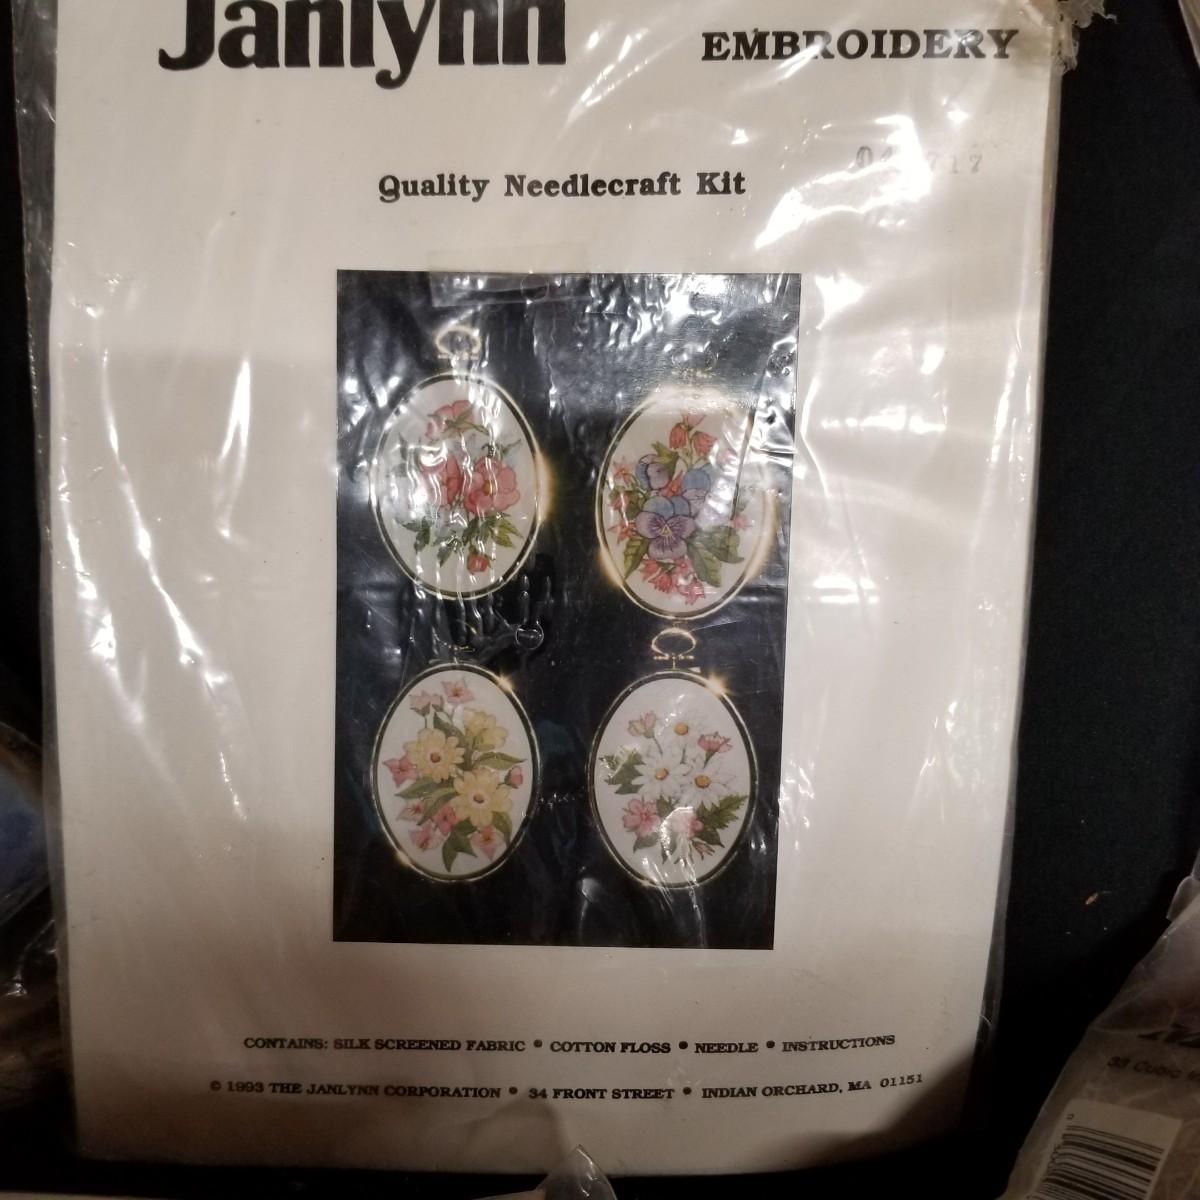 Janlynn
EMBROIDERY
Quality Needlecraft Kit
CONTAINS: SILK SCREENED FABRIC • COTTON FLOSS • NEEDLE • INSTRUCTIONS
© 1993 THE JANLYNN CORPORATION • 34 FRONT STREET • INDIAN ORCHARD, MA 01151